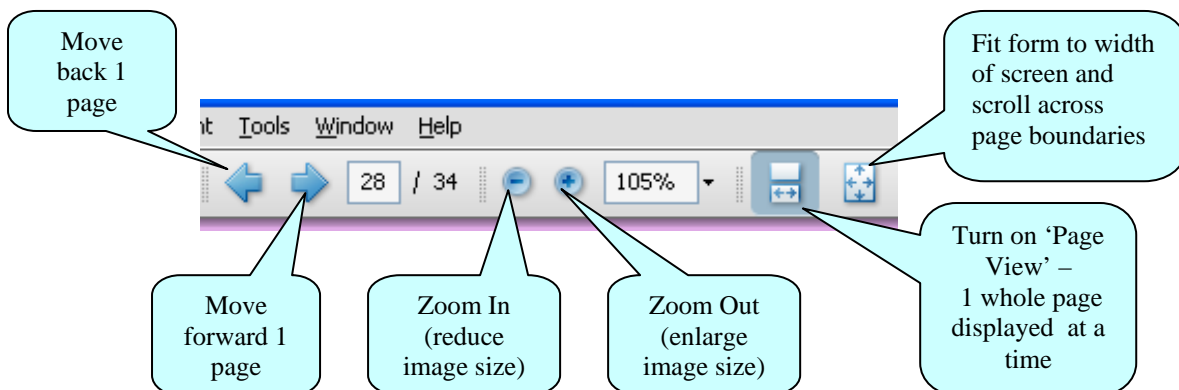 Move
back 1
page
Fit form to width
of screen and
scroll across
page boundaries
nt Tools Window Help
28 / 34 105%
Move
forward 1
page
Zoom In
(reduce
image size)
Zoom Out
(enlarge
image size)
Turn on ‘Page
View’ –
1 whole page
displayed at a
time